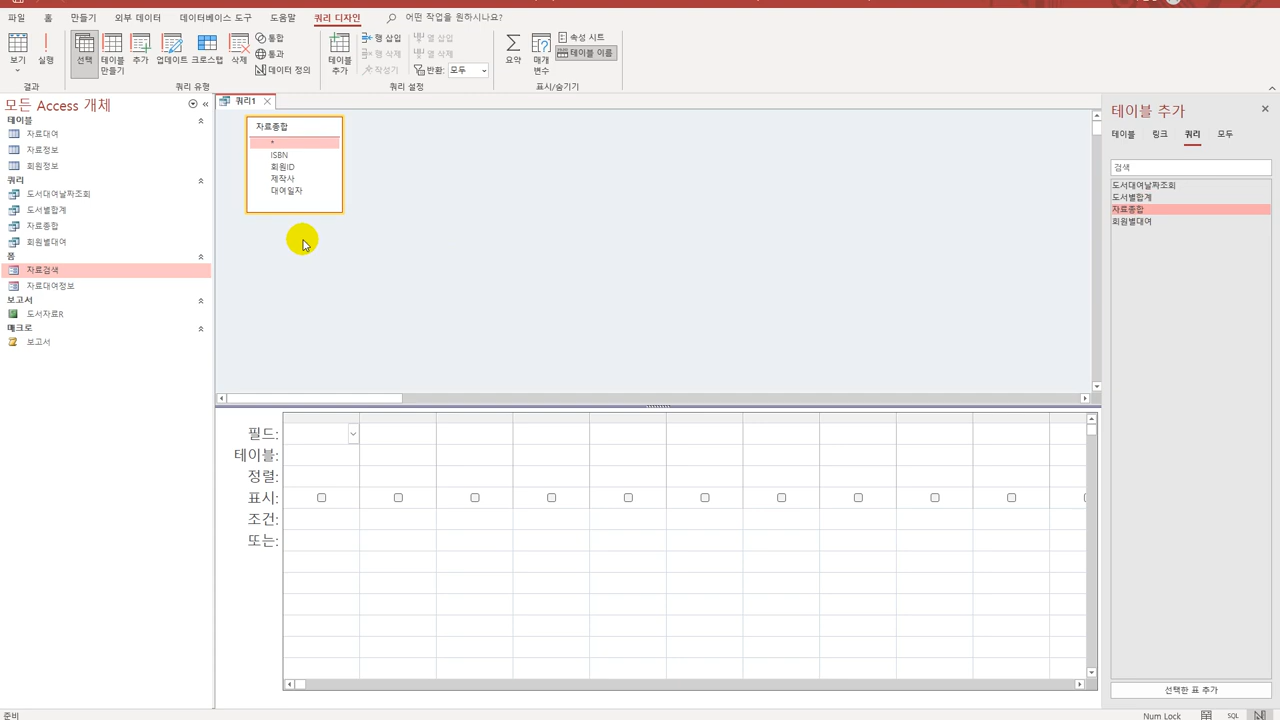 파일 홈 만들기 외부 데이터 데이터베이스 도구 도움말 쿼리 디자인 어떤 작업을 원하시나요?
보기 실행 선택 테이블 만들기 추가 업데이트 크로스탭 삭제 통합 통과 데이터 정의 테이블 추가 행 삽입 행 삭제 작성기 열 삽입 열 삭제 반환: 모두 요약 매개 변수 속성 시트 테이블 이름
결과 쿼리 유형 쿼리 설정 표시/숨기기
모든 Access 개체
테이블
자료대여
자료정보
회원정보
쿼리
도서대여날짜조회
도서별합계
자료종합
회원별대여
폼
자료검색
자료대여정보
보고서
도서자료R
매크로
보고서
쿼리1
자료종합
*
ISBN
회원ID
제작사
대여일자
필드:
테이블:
정렬:
표시:
조건:
또는:
테이블 추가
테이블 링크 쿼리 모두
검색
도서대여날짜조회
도서별합계
자료종합
회원별대여
선택한 표 추가
준비 Num Lock SQL